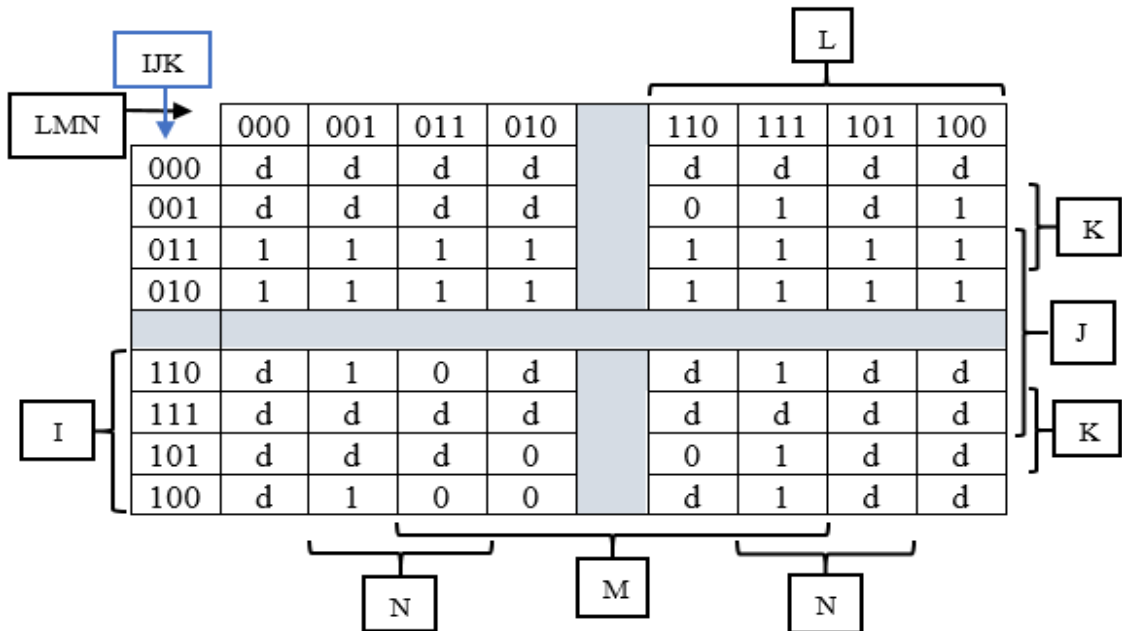 L
IJK
LMN
000 001 011 010 110 111 101 100
000 d d d d d d d d
001 d d d d 0 1 d 1
K
011 1 1 1 1 1 1 1 1
010 1 1 1 1 1 1 1 1
J
110 d 1 0 d d 1 d d
111 d d d d d d d d
I
K
101 d d d 0 0 1 d d
100 d 1 0 0 d 1 d d
N
M
N